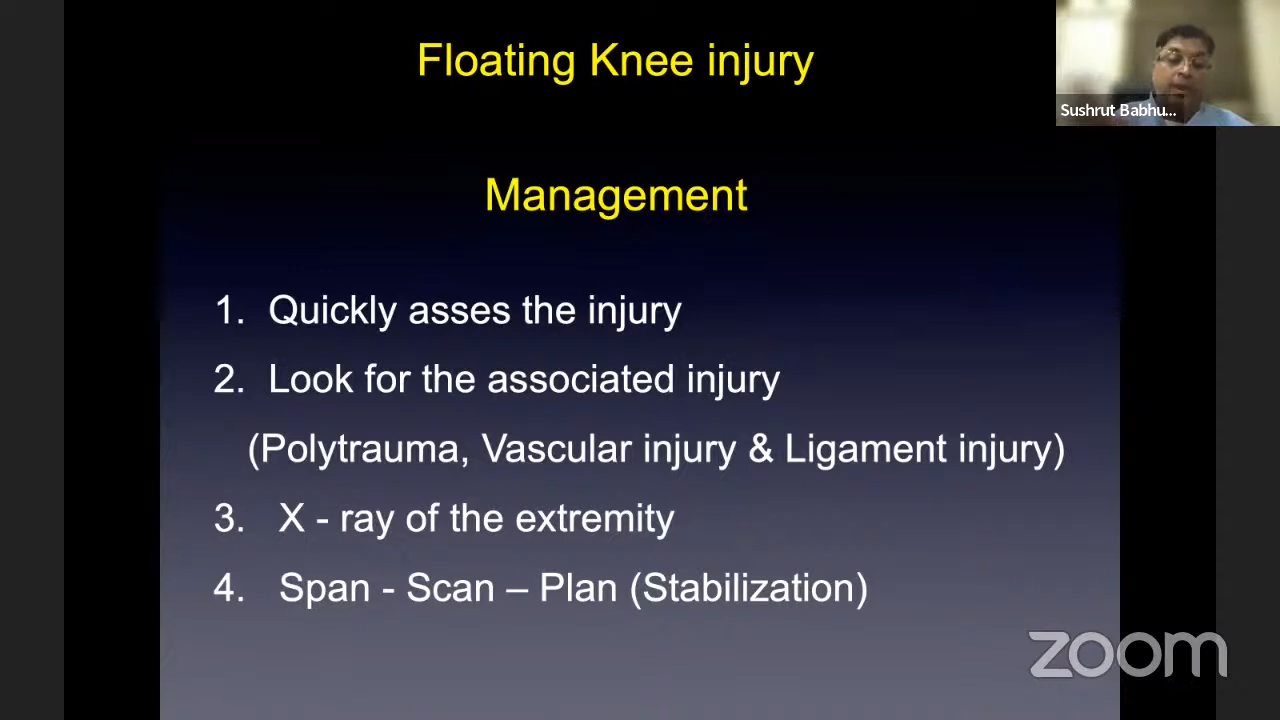 Floating Knee injury
Sushrut Babhu...
Management
1. Quickly asses the injury
2. Look for the associated injury
(Polytrauma, Vascular injury & Ligament injury)
3. X - ray of the extremity
4. Span - Scan – Plan (Stabilization)
zoom